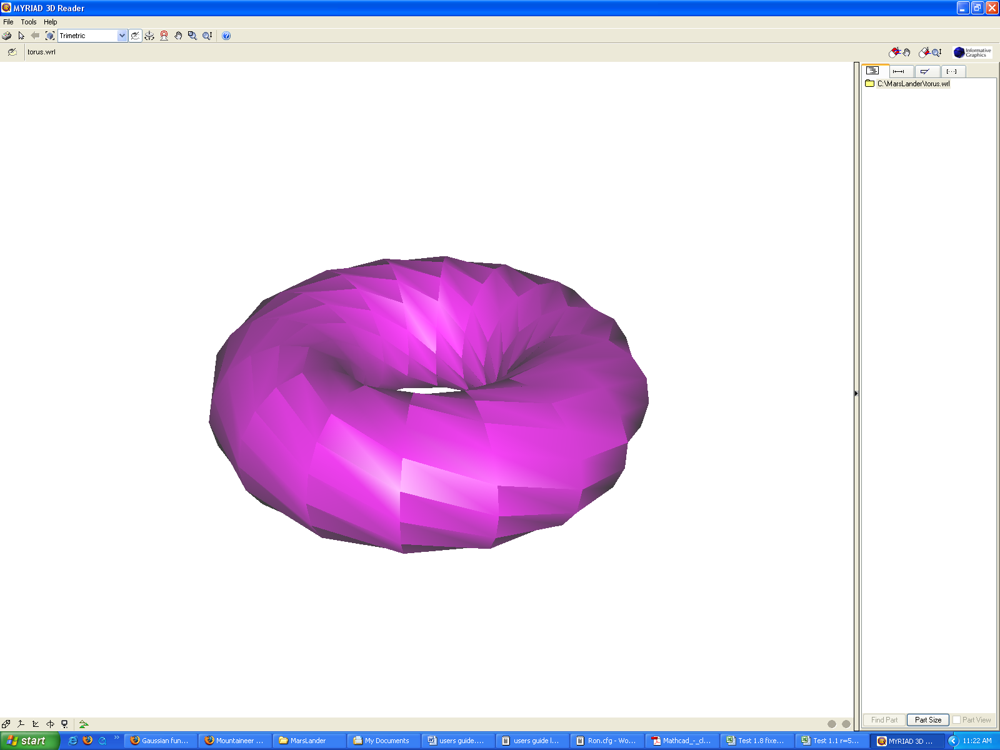 MYRIAD 3D Reader
File Tools Help
Trimetric
torus.wrl
Informative
Graphics
C:\MarsLander\torus.wrl
Find Part Part Size Part View
start
Gaussian fun...
Mountaineer ...
MarsLander
My Documents
users guide....
users guide l...
Ron.cfg - Wo...
Mathcad_-_cl...
Test 1.8 fixe...
Test 1.1 r=5...
MYRIAD 3D ...
11:22 AM